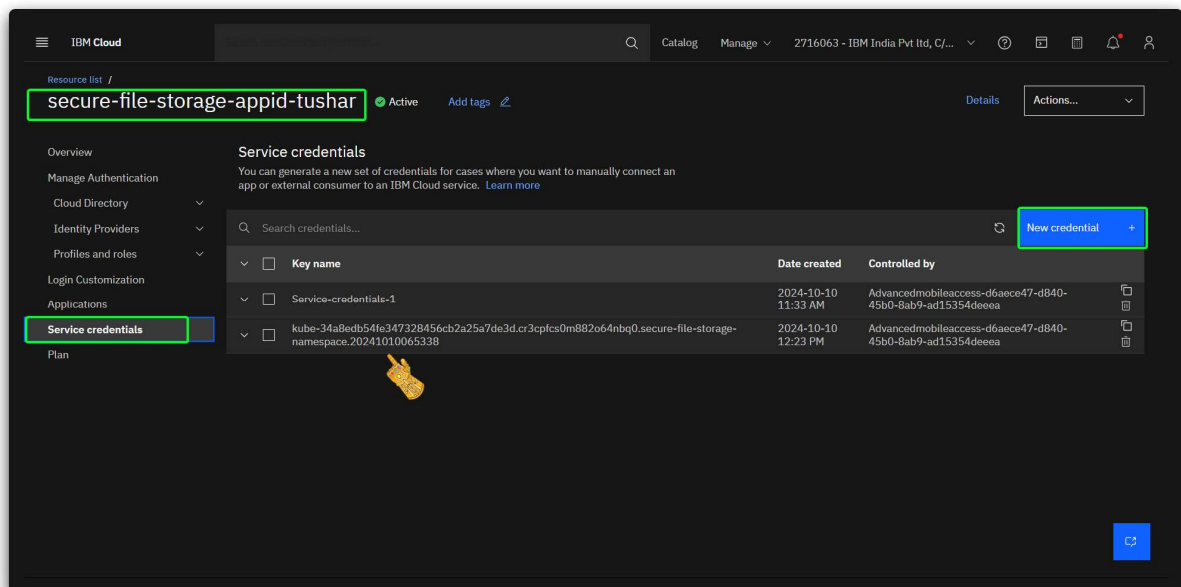 IBM Cloud
Catalog
Manage
2716063 - IBM India Pvt ltd, C/...
Resource list /
secure-file-storage-appid-tushar
Active
Add tags
Details
Actions...
Overview
Manage Authentication
Cloud Directory
Identity Providers
Profiles and roles
Login Customization
Applications
Service credentials
Plan
Service credentials
You can generate a new set of credentials for cases where you want to manually connect an
app or external consumer to an IBM Cloud service. Learn more
Search credentials...
New credential +
Key name
Date created
Controlled by
Service-credentials-1
2024-10-10
11:33 AM
Advancedmobileaccess-d6aece47-d840-
45b0-8ab9-ad15354deeea
kube-34a8edb54fe347328456cb2a25a7de3d.cr3cpfcs0m882o64nbq0.secure-file-storage-
namespace.20241010065338
2024-10-10
12:23 PM
Advancedmobileaccess-d6aece47-d840-
45b0-8ab9-ad15354deeea